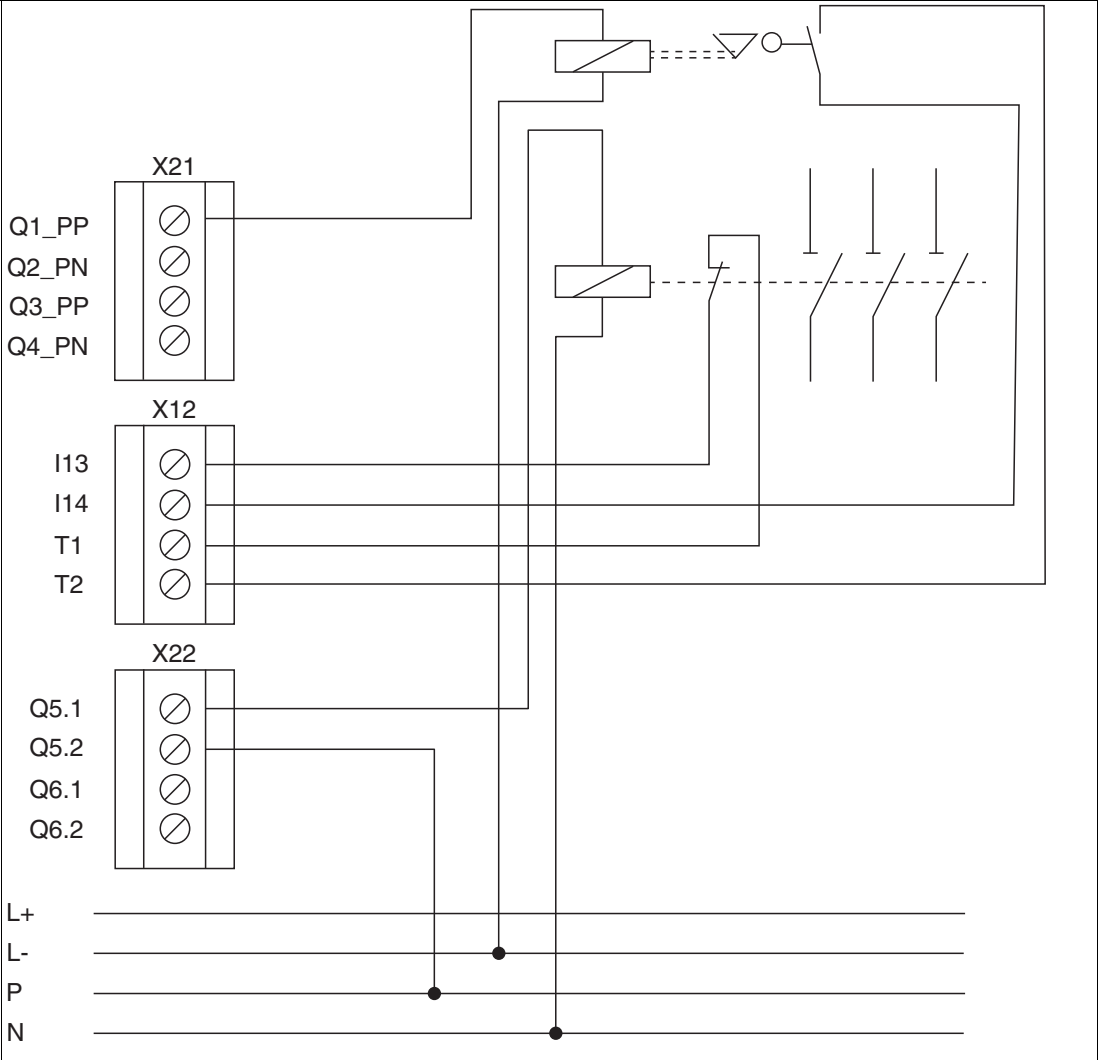 X21
Q1_PP
Q2_PN
Q3_PP
Q4_PN
X12
I13
I14
T1
T2
X22
Q5.1
Q5.2
Q6.1
Q6.2
L+
L-
P
N